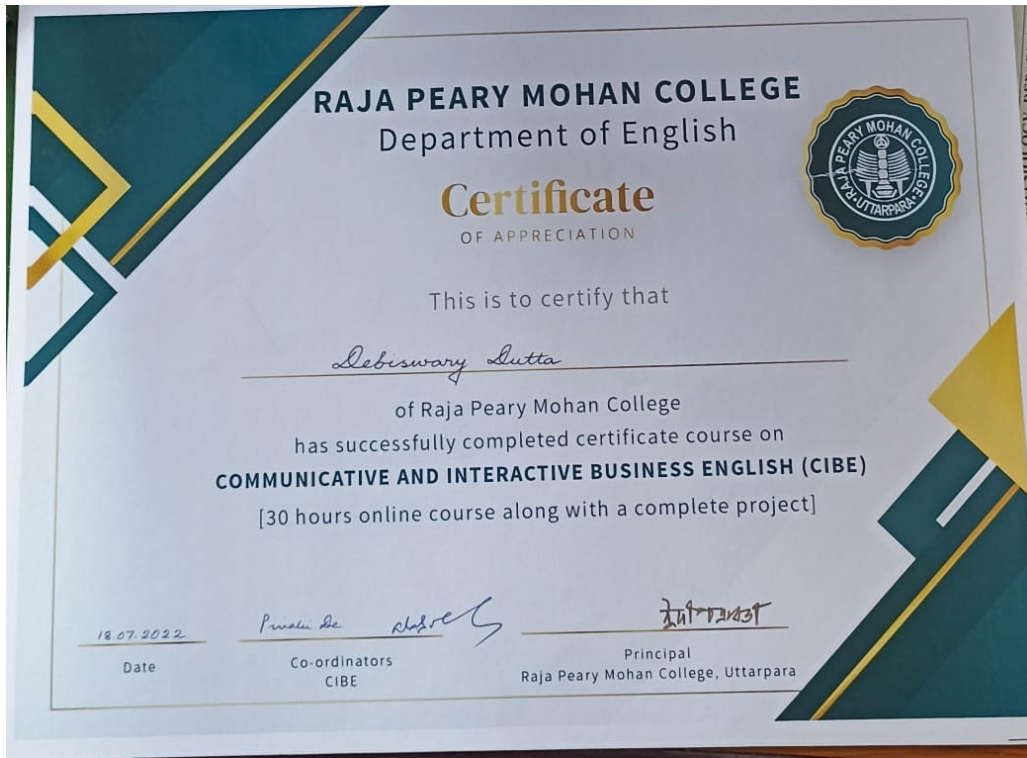 RAJA PEARY MOHAN COLLEGE
Department of English
RAJA PEARY MOHAN COLLEGE
UTTARPARA
Certificate
OF APPRECIATION
This is to certify that
Debiswary Dutta
of Raja Peary Mohan College
has successfully completed certificate course on
COMMUNICATIVE AND INTERACTIVE BUSINESS ENGLISH (CIBE)
[30 hours online course along with a complete project]
18.07.2022
De
Date
Co-ordinators
CIBE
Principal
Raja Peary Mohan College, Uttarpara